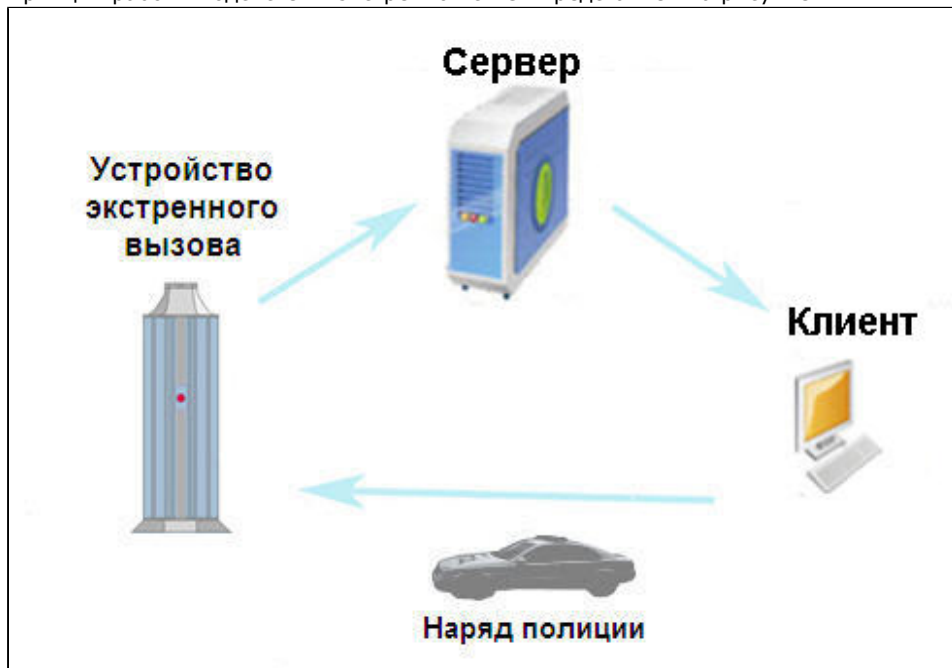 Сервер
Устройство
экстренного
вызова
Клиент
Наряд полиции